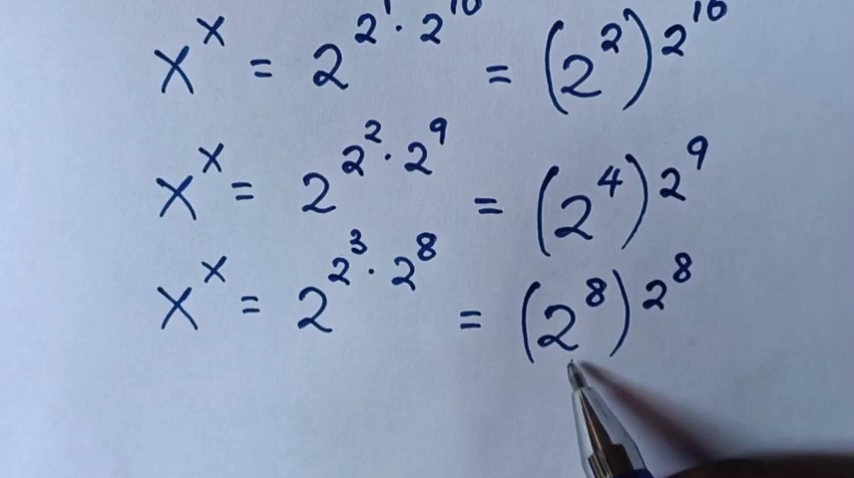 x^x = 2^{2^1 · 2^{10}} = (2^2)^{2^{10}}
x^x = 2^{2^2 · 2^9} = (2^4)^{2^9}
x^x = 2^{2^3 · 2^8} = (2^8)^{2^8}